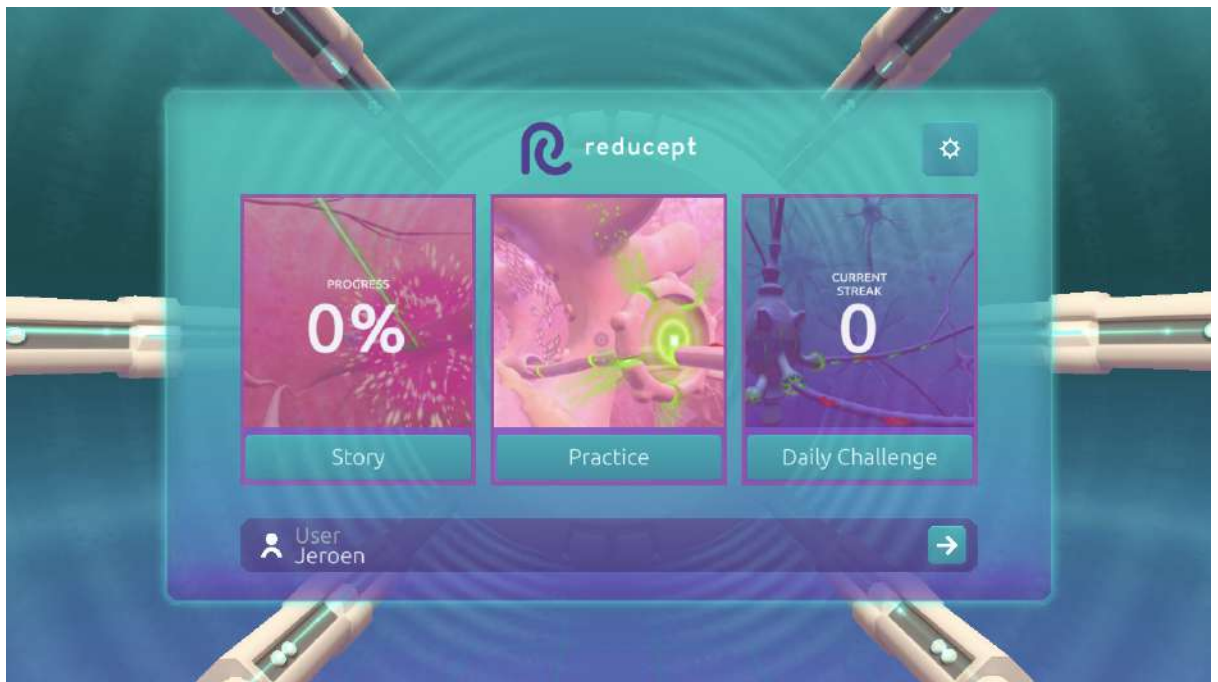 reducept
PROGRESS
0%
CURRENT
STREAK
0
Story
Practice
Daily Challenge
User
Jeroen